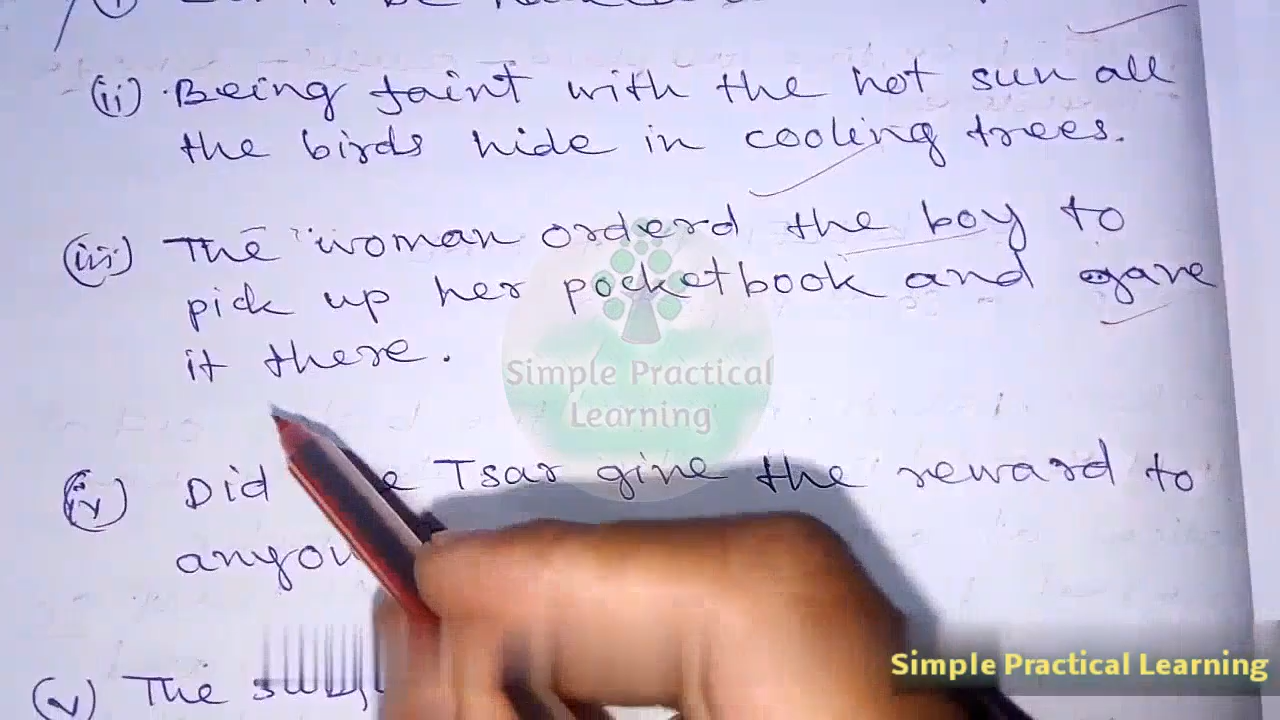 (ii) Being faint with the hot sun all
the birds hide in cooling trees.
(iii) The woman orderd the boy to
pick up her pocketbook and gave
it there.
Simple Practical
Learning
(iv) Did Tsar give the reward to
(v) The
Simple Practical Learning